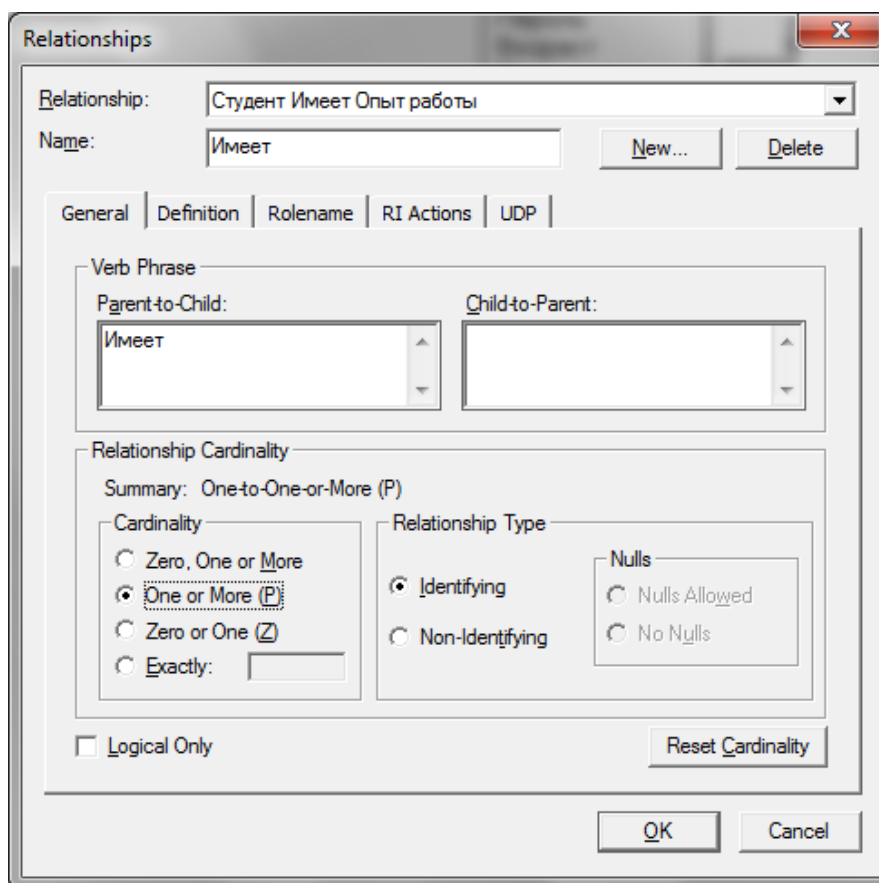 Relationships
Relationship: Студент Имеет Опыт работы
Name: Имеет New... Delete
General Definition Rolename RI Actions UDP
Verb Phrase
Parent-to-Child: Child-to-Parent:
Имеет
Relationship Cardinality
Summary: One-to-One-or-More (P)
Cardinality Relationship Type
Zero, One or More Nulls
One or More (P) Identifying Nulls Allowed
Zero or One (Z) Non-Identifying No Nulls
Exactly:
Logical Only Reset Cardinality
OK Cancel